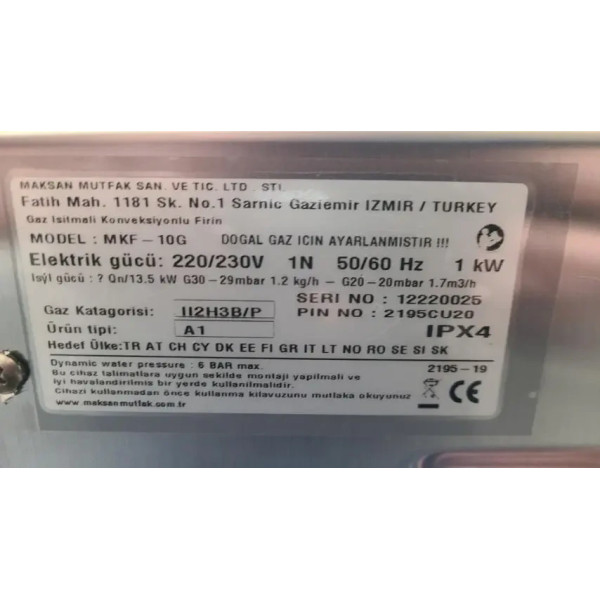 MAKSAN MUTFAK SAN. VE TIC. LTD . STI.
Fatih Mah. 1181 Sk. No.1 Sarnic Gaziemir IZMIR / TURKEY
Gaz Isitmali Konveksiyonlu Firin
MODEL : MKF - 10G DOGAL GAZ ICIN AYARLANMISTIR !!!
Elektrik gücü: 220/230V 1N 50/60 Hz 1 kW
Isýl gücü : ? Qn/13.5 kW G30 - 29mbar 1.2 kg/h - G20 - 20mbar 1.7m3/h
SERI NO : 12220025
Gaz Katagorisi: II2H3B/P PIN NO : 2195CU20
Ürün tipi: A1 IPX4
Hedef Ülke:TR AT CH CY DK EE FI GR IT LT NO RO SE SI SK
Dynamic water pressure : 6 BAR max. 2195 - 19
Bu cihaz talimatlara uygun sekilde montaji yapilmali ve
iyi havalandirilmis bir yerde kullanilmalidir.
Cihazi kullanmadan önce kullanma kilavuzunu mutlaka okuyunuz
www.maksanmutfak.com.tr CE